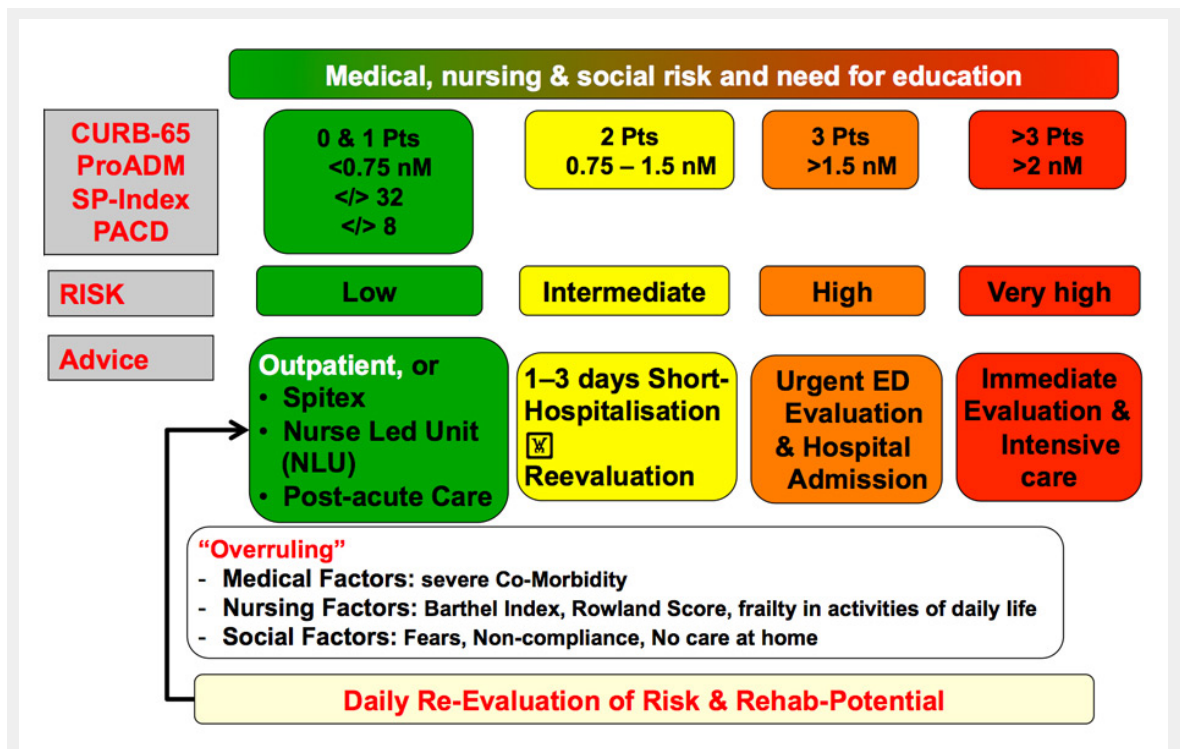 Medical, nursing & social risk and need for education
CURB-65
ProADM
SP-Index
PACD
0 & 1 Pts
<0.75 nM
</> 32
</> 8
2 Pts
0.75 – 1.5 nM
3 Pts
>1.5 nM
>3 Pts
>2 nM
RISK
Low
Intermediate
High
Very high
Advice
Outpatient, or
• Spitex
• Nurse Led Unit
(NLU)
• Post-acute Care
1–3 days Short-
Hospitalisation
Reevaluation
Urgent ED
Evaluation
& Hospital
Admission
Immediate
Evaluation &
Intensive
care
“Overruling”
- Medical Factors: severe Co-Morbidity
- Nursing Factors: Barthel Index, Rowland Score, frailty in activities of daily life
- Social Factors: Fears, Non-compliance, No care at home
Daily Re-Evaluation of Risk & Rehab-Potential